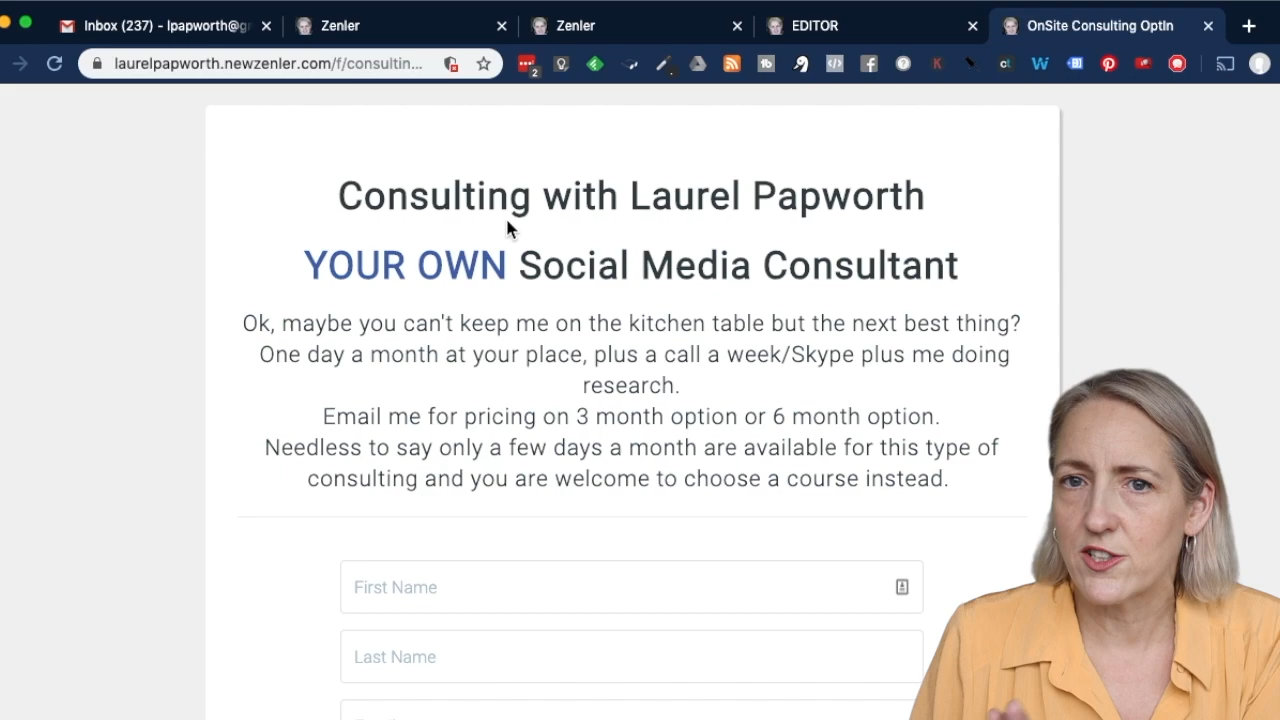 Inbox (237) - lpapworth@g
Zenler
Zenler
EDITOR
OnSite Consulting OptIn
laurelpapworth.newzenler.com/f/consultin...
2
Consulting with Laurel Papworth
YOUR OWN Social Media Consultant
Ok, maybe you can't keep me on the kitchen table but the next best thing?
One day a month at your place, plus a call a week/Skype plus me doing
research.
Email me for pricing on 3 month option or 6 month option.
Needless to say only a few days a month are available for this type of
consulting and you are welcome to choose a course instead.
First Name
Last Name